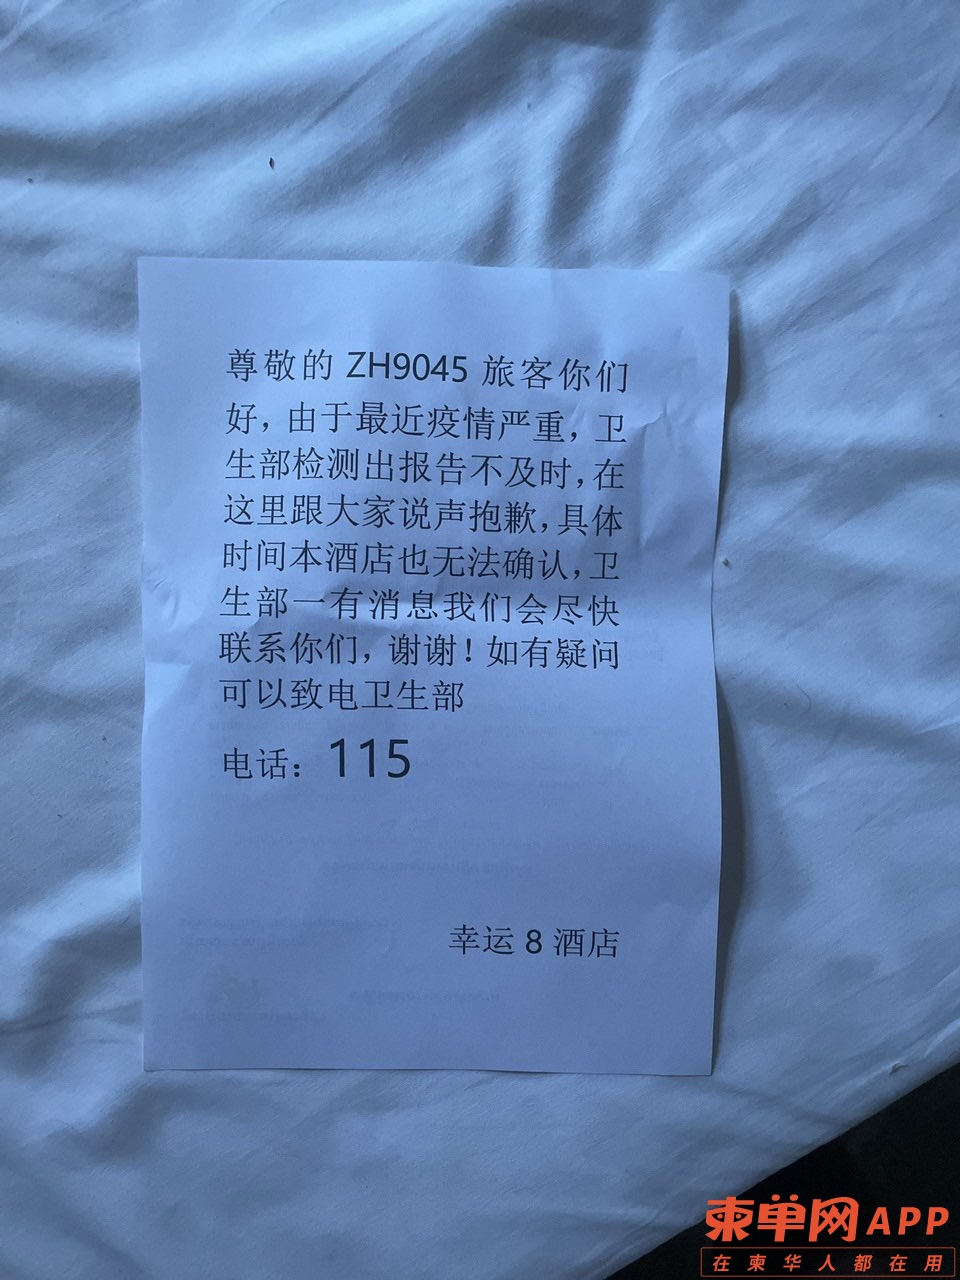 尊敬的 ZH9045 旅客你们
好，由于最近疫情严重，卫
生部检测出报告不及时，在
这里跟大家说声抱歉，具体
时间本酒店也无法确认，卫
生部一有消息我们会尽快
联系你们，谢谢！如有疑问
可以致电卫生部
电话：115
幸运 8 酒店
柬单网APP
在柬华人都在用